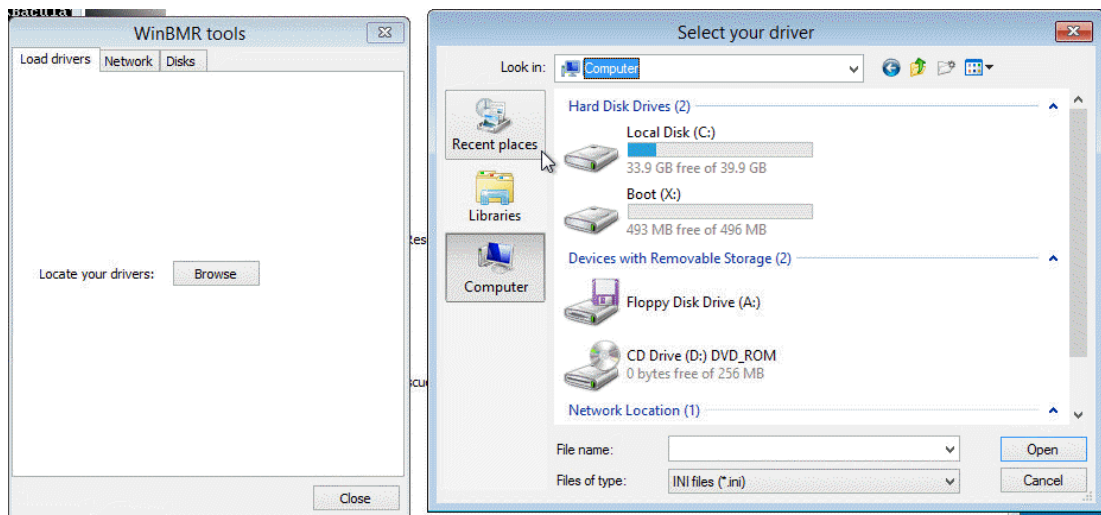 Bacula
WinBMR tools
Load drivers
Network
Disks
Locate your drivers:
Browse
Close
Select your driver
Look in:
Computer
Recent places
Libraries
Computer
Hard Disk Drives (2)
Local Disk (C:)
33.9 GB free of 39.9 GB
Boot (X:)
493 MB free of 496 MB
Devices with Removable Storage (2)
Floppy Disk Drive (A:)
CD Drive (D:) DVD_ROM
0 bytes free of 256 MB
Network Location (1)
File name:
Open
Files of type:
INI files (*.ini)
Cancel